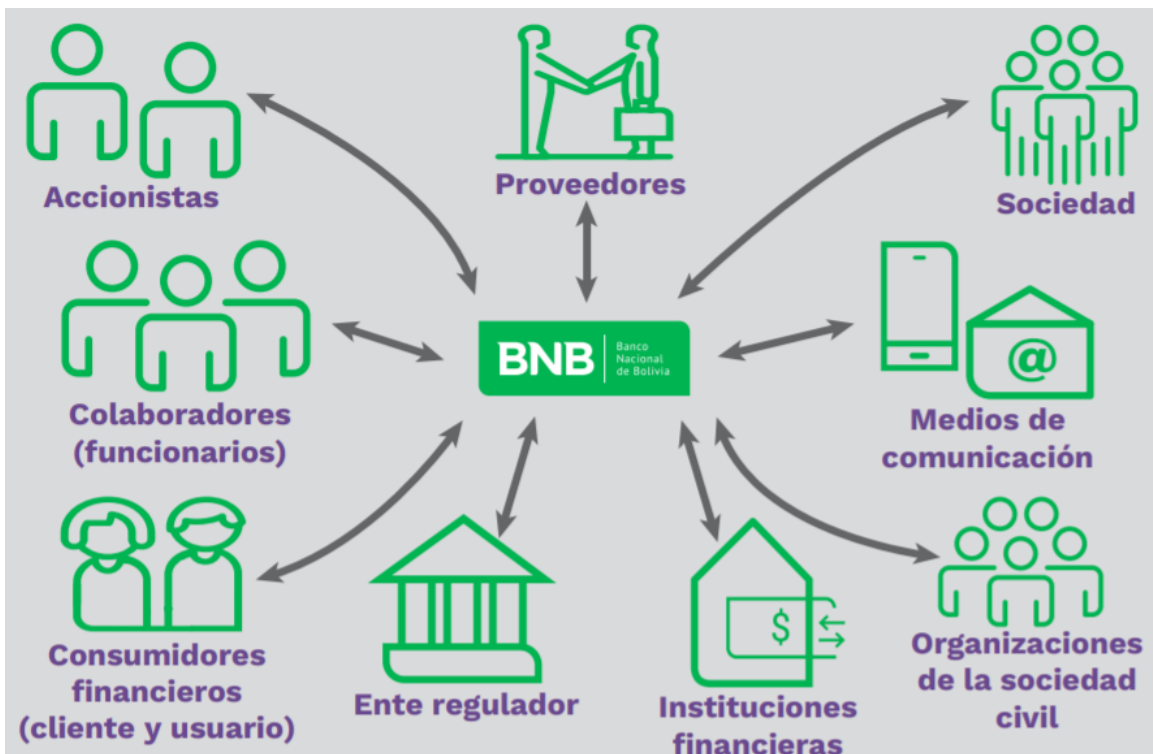 Accionistas
Proveedores
Sociedad
Colaboradores
(funcionarios)
BNB
Banco
Nacional
de Bolivia
@
Medios de
comunicación
Consumidores
financieros
(cliente y usuario)
Ente regulador
$
Instituciones
financieras
Organizaciones
de la sociedad
civil